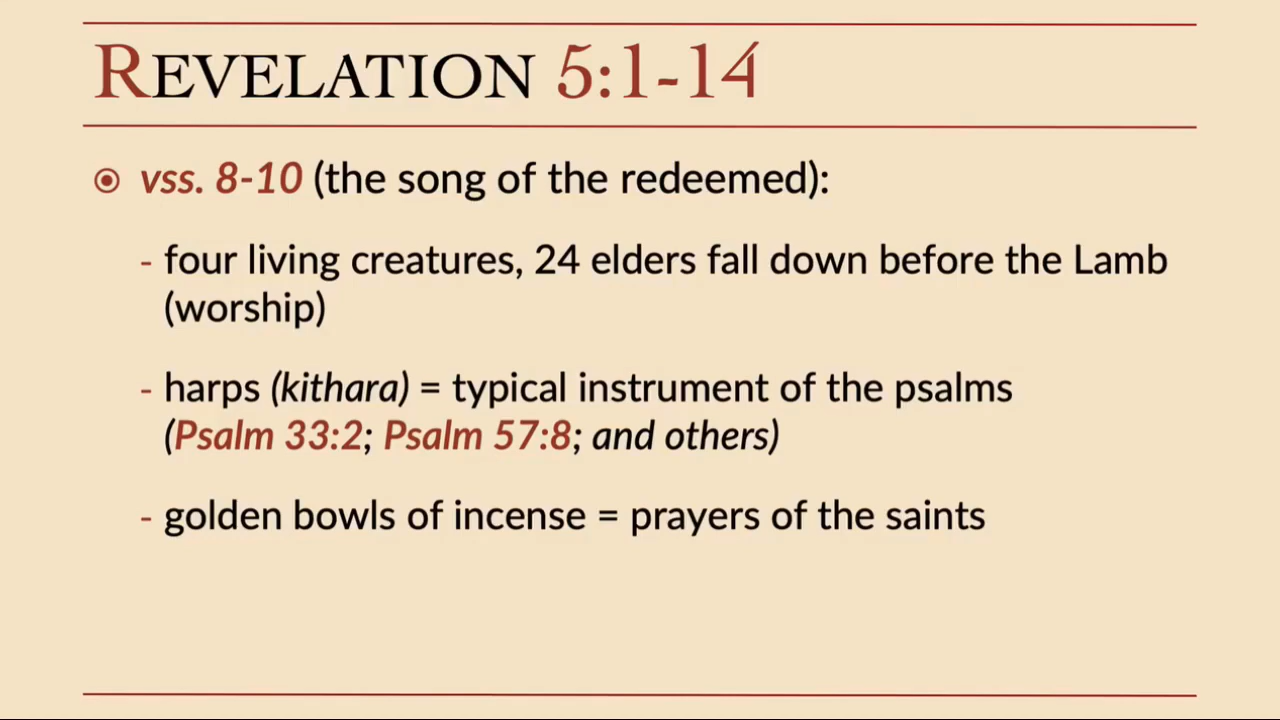 REVELATION 5:1-14
vss. 8-10 (the song of the redeemed):
- four living creatures, 24 elders fall down before the Lamb
(worship)
- harps (kithara) = typical instrument of the psalms
(Psalm 33:2; Psalm 57:8; and others)
- golden bowls of incense = prayers of the saints